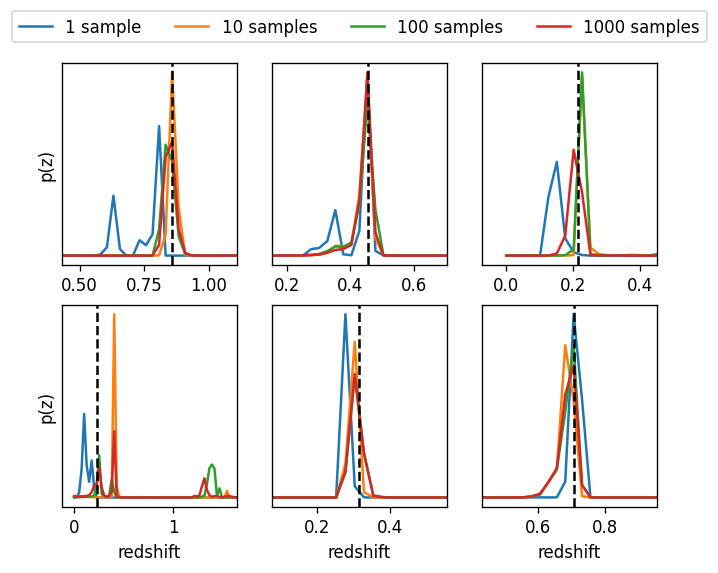 1 sample 10 samples 100 samples 1000 samples
p(z)
0.50 0.75 1.00 0.2 0.4 0.6 0.0 0.2 0.4
p(z)
0 1 0.2 0.4 0.6 0.8
redshift redshift redshift